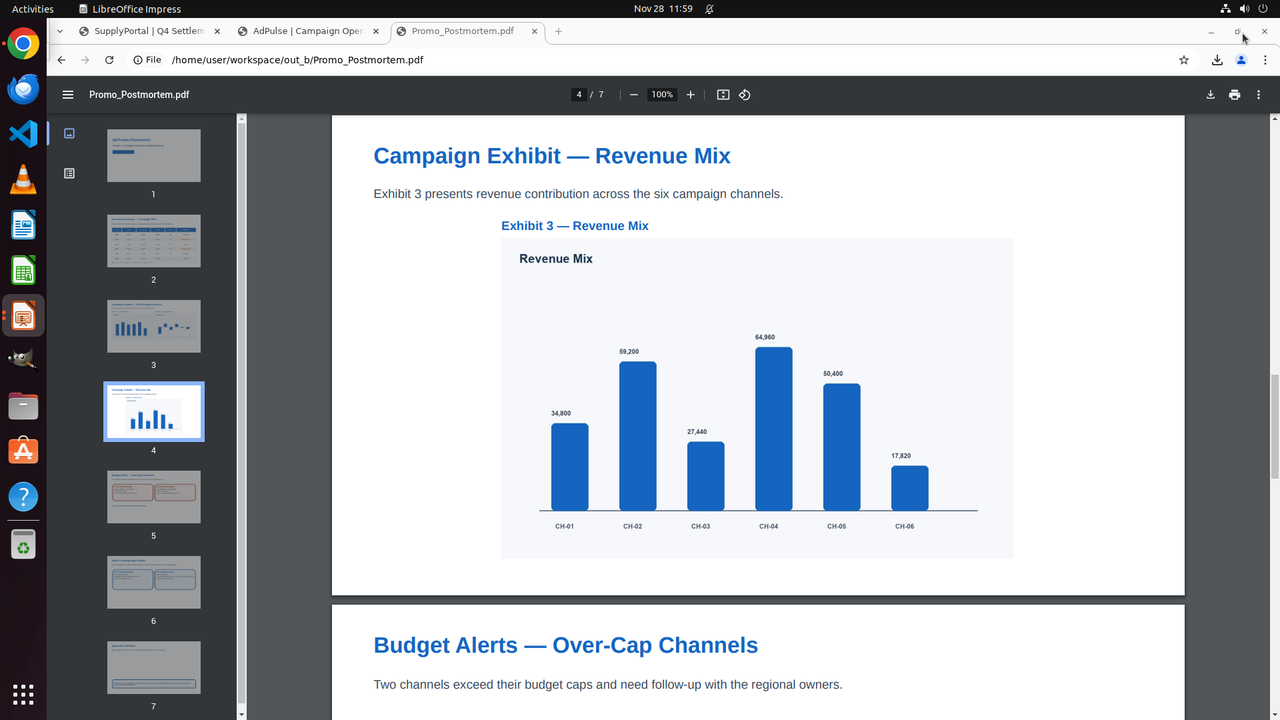 Activities
LibreOffice Impress
Nov 28 11:59
SupplyPortal | Q4 Settlem
AdPulse | Campaign Oper
Promo_Postmortem.pdf
File
/home/user/workspace/out_b/Promo_Postmortem.pdf
Promo_Postmortem.pdf
4 / 7
100%
1
2
3
4
5
6
7
Campaign Exhibit — Revenue Mix
Exhibit 3 presents revenue contribution across the six campaign channels.
Exhibit 3 — Revenue Mix
Revenue Mix
34,800
59,200
27,440
64,960
50,400
17,820
CH-01
CH-02
CH-03
CH-04
CH-05
CH-06
Budget Alerts — Over-Cap Channels
Two channels exceed their budget caps and need follow-up with the regional owners.